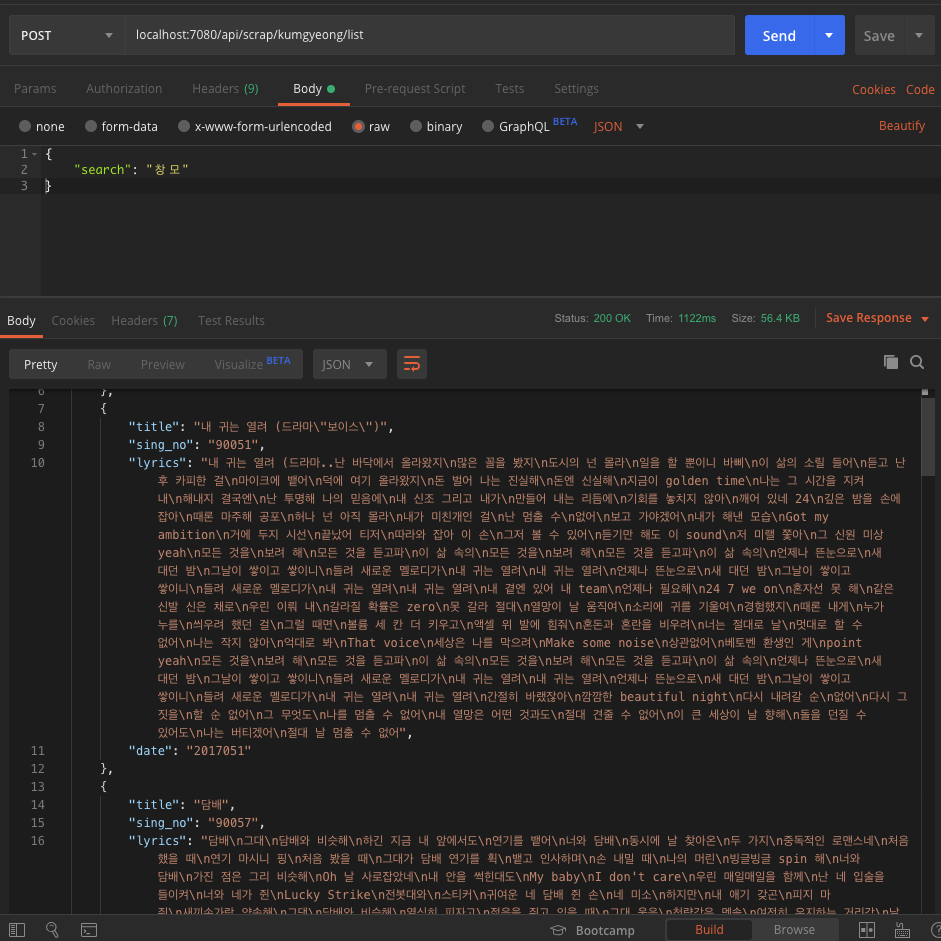 POST localhost:7080/api/scrap/kumgyeong/list Send Save
Params Authorization Headers (9) Body Pre-request Script Tests Settings Cookies Code
none form-data x-www-form-urlencoded raw binary GraphQL BETA JSON Beautify
1 {
2 "search": "창모"
3 }
Body Cookies Headers (7) Test Results Status: 200 OK Time: 1122ms Size: 56.4 KB Save Response
Pretty Raw Preview Visualize BETA JSON
6 },
7 {
8 "title": "내 귀는 열려 (드라마\"보이스\")",
9 "sing_no": "90051",
10 "lyrics": "내 귀는 열려 (드라마..난 바닥에서 올라왔지\n많은 꼴을 봤지\n도시의 넌 몰라\n일을 할 뿐이니 바삐\n이 삶의 소릴 들어\n듣고 난
후 카피한 걸\n마이크에 뱉어\n덕에 여기 올라왔지\n돈 벌어 나는 진실해\n돈엔 신실해\n지금이 golden time\n나는 그 시간을 지켜
내\n해내지 결국엔\n난 투명해 나의 믿음에\n내 신조 그리고 내가\n만들어 내는 리듬에\n기회를 놓치지 않아\n깨어 있네 24\n깊은 밤을 손에
잡아\n때론 마주해 공포\n허나 넌 아직 몰라\n내가 미친개인 걸\n난 멈출 수\n없어\n보고 가야겠어\n내가 해낸 모습\nGot my
ambition\n거에 두지 시선\n끝났어 티저\n따라와 잡아 이 손\n그저 볼 수 있어\n듣기만 해도 이 sound\n저 미랠 쫓아\n그 신원 미상
yeah\n모든 것을\n보려 해\n모든 것을 듣고파\n이 삶 속의\n모든 것을\n보려 해\n모든 것을 듣고파\n이 삶 속의\n언제나 뜬눈으로\n새
대던 밤\n그날이 쌓이고 쌓이니\n들려 새로운 멜로디가\n내 귀는 열려\n내 귀는 열려\n언제나 뜬눈으로\n새 대던 밤\n그날이 쌓이고
쌓이니\n들려 새로운 멜로디가\n내 귀는 열려\n내 귀는 열려\n내 곁엔 있어 내 team\n언제나 필요해\n24 7 we on\n혼자선 못 해\n같은
신발 신은 채로\n우린 이뤄 내\n갈라질 확률은 zero\n못 갈라 절대\n열망이 날 움직여\n소리에 귀를 기울여\n경험했지\n때론 내게\n누가
누를\n씌우려 했던 걸\n그럴 때면\n볼륨 세 칸 더 키우고\n액셀 위 발에 힘줘\n혼돈과 혼란을 비우려\n너는 절대로 날\n멋대로 할 수
없어\n나는 작지 않아\n억대로 봐\nThat voice\n세상은 나를 막으려\nMake some noise\n상관없어\n베토벤 환생인 게\npoint
yeah\n모든 것을\n보려 해\n모든 것을 듣고파\n이 삶 속의\n모든 것을\n보려 해\n모든 것을 듣고파\n이 삶 속의\n언제나 뜬눈으로\n새
대던 밤\n그날이 쌓이고 쌓이니\n들려 새로운 멜로디가\n내 귀는 열려\n내 귀는 열려\n언제나 뜬눈으로\n새 대던 밤\n그날이 쌓이고
쌓이니\n들려 새로운 멜로디가\n내 귀는 열려\n내 귀는 열려\n간절히 바랬잖아\n깜깜한 beautiful night\n다시 내려갈 순\n없어\n다시 그
짓을\n할 순 없어\n그 무엇도\n나를 멈출 수 없어\n내 열망은 어떤 것과도\n절대 견줄 수 없어\n이 큰 세상이 날 향해\n돌을 던질 수
있어도\n나는 버티겠어\n절대 날 멈출 수 없어",
11 "date": "2017051"
12 },
13 {
14 "title": "담배",
15 "sing_no": "90057",
16 "lyrics": "담배\n그대\n담배와 비슷해\n하긴 지금 내 앞에서도\n연기를 뱉어\n너와 담배\n동시에 날 찾아온\n두 가지\n중독적인 로맨스네\n처음
했을 때\n연기 마시니 핑\n처음 봤을 때\n그대가 담배 연기를 훅\n뱉고 인사하며\n손 내밀 때\n나의 머린\n빙글빙글 spin 해\n너와
담배\n가진 점은 그리 비슷해\nOh 날 사로잡았네\n내 안을 썩힌대도\nMy baby\nI don't care\n우린 매일매일을 함께\n난 네 입술을
들이켜\n너와 네가 쥔\nLucky Strike\n전봇대와\n스티커\n귀여운 네 담배 쥔 손\n네 미소\n하지만\n내 얘기 갖곤\n피지 마
Bootcamp Build Browse